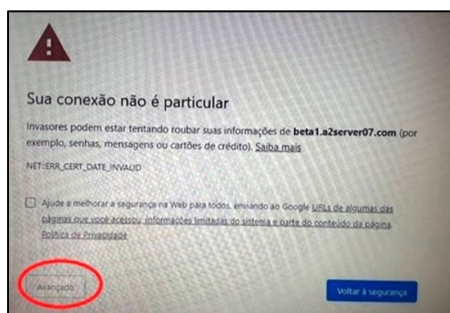 Sua conexão não é particular
Invasores podem estar tentando roubar suas informações de beta1.a2server07.com (por
exemplo, senhas, mensagens ou cartões de crédito). Saiba mais
NET::ERR_CERT_DATE_INVALID
Ajude a melhorar a segurança na Web para todos, enviando ao Google URLs de algumas das
páginas que você acessou, informações limitadas do sistema e parte do conteúdo da página.
Política de Privacidade
Avançado
Voltar à segurança